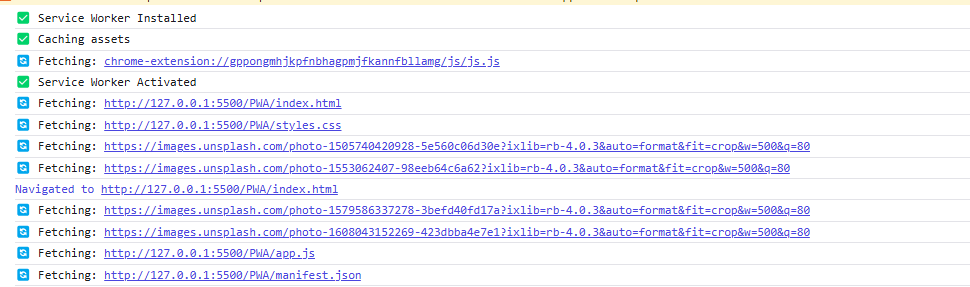 Service Worker Installed
Caching assets
Fetching: chrome-extension://gppongmhjkpfnbhagpmjfkannfbllamg/js/js.js
Service Worker Activated
Fetching: http://127.0.0.1:5500/PWA/index.html
Fetching: http://127.0.0.1:5500/PWA/styles.css
Fetching: https://images.unsplash.com/photo-1505740420928-5e560c06d30e?ixlib=rb-4.0.3&auto=format&fit=crop&w=500&q=80
Fetching: https://images.unsplash.com/photo-1553062407-98eeb64c6a62?ixlib=rb-4.0.3&auto=format&fit=crop&w=500&q=80
Navigated to http://127.0.0.1:5500/PWA/index.html
Fetching: https://images.unsplash.com/photo-1579586337278-3befd40fd17a?ixlib=rb-4.0.3&auto=format&fit=crop&w=500&q=80
Fetching: https://images.unsplash.com/photo-1608043152269-423dbba4e7e1?ixlib=rb-4.0.3&auto=format&fit=crop&w=500&q=80
Fetching: http://127.0.0.1:5500/PWA/app.js
Fetching: http://127.0.0.1:5500/PWA/manifest.json